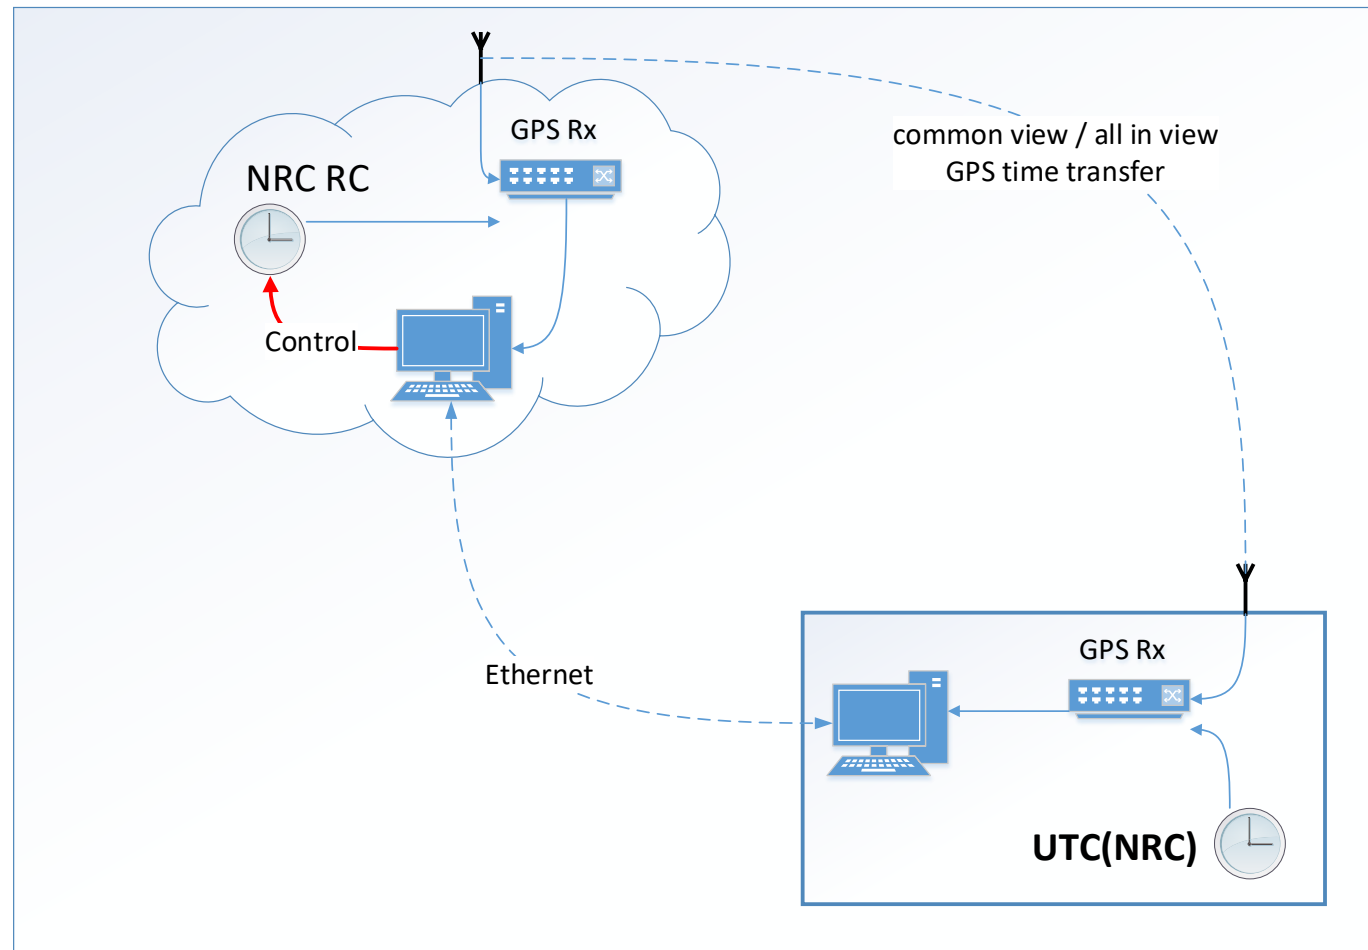 GPS Rx
common view / all in view
GPS time transfer
NRC RC
Control
Ethernet
GPS Rx
UTC(NRC)